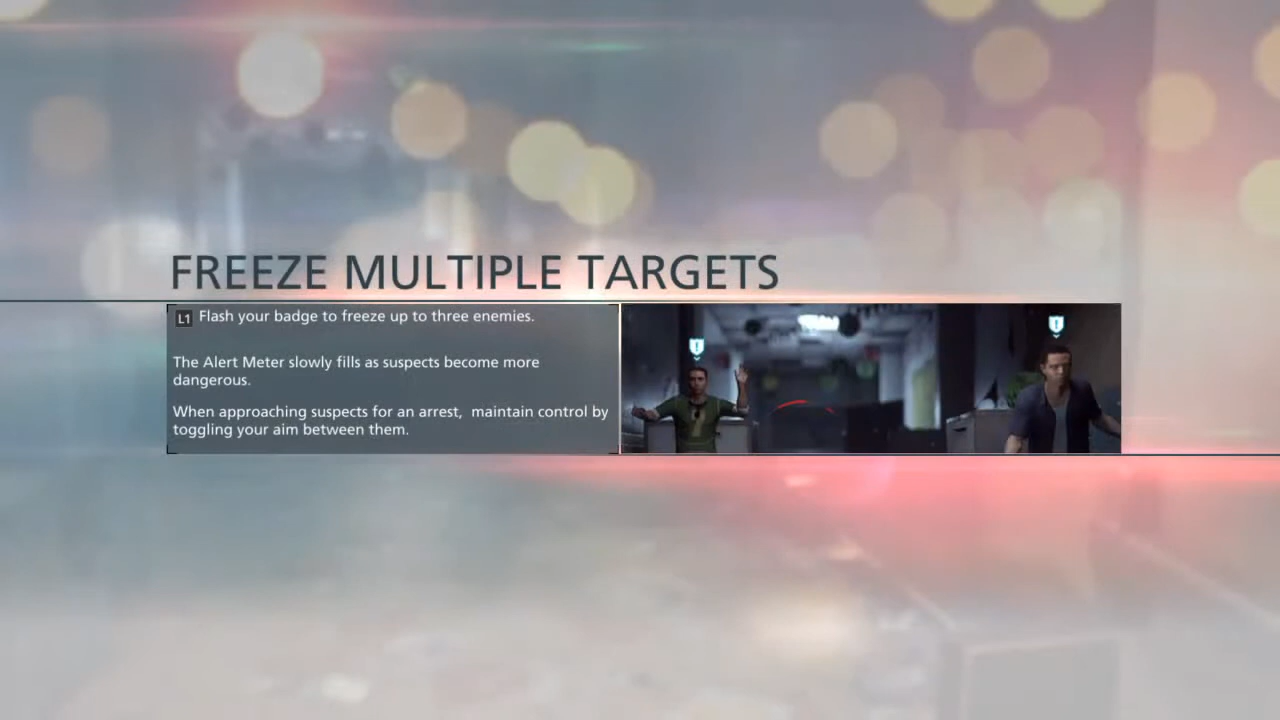 FREEZE MULTIPLE TARGETS
L1 Flash your badge to freeze up to three enemies.
The Alert Meter slowly fills as suspects become more
dangerous.
When approaching suspects for an arrest,  maintain control by
toggling your aim between them.